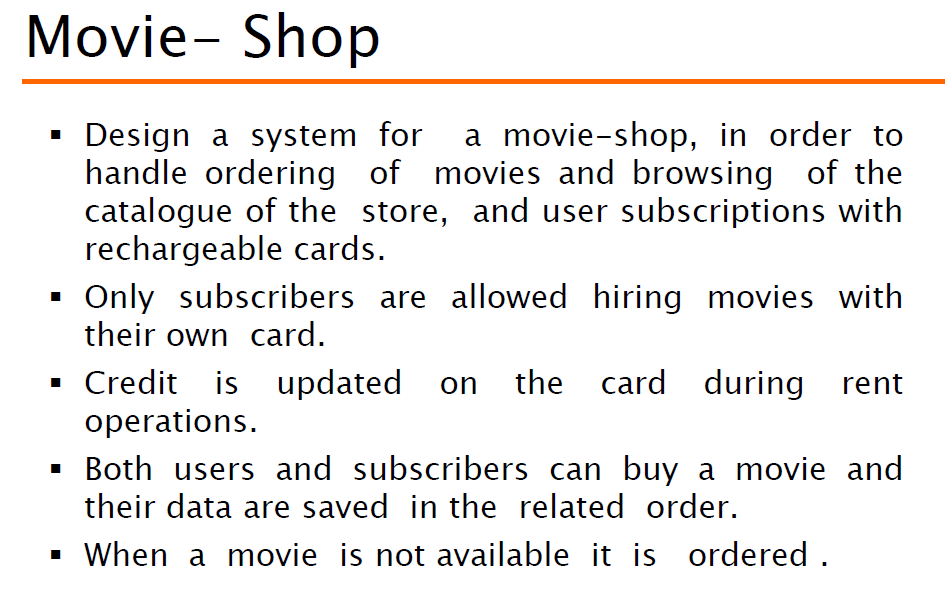 Movie- Shop
▪ Design a system for a movie-shop, in order to
handle ordering of movies and browsing of the
catalogue of the store, and user subscriptions with
rechargeable cards.
▪ Only subscribers are allowed hiring movies with
their own card.
▪ Credit is updated on the card during rent
operations.
▪ Both users and subscribers can buy a movie and
their data are saved in the related order.
▪ When a movie is not available it is ordered .